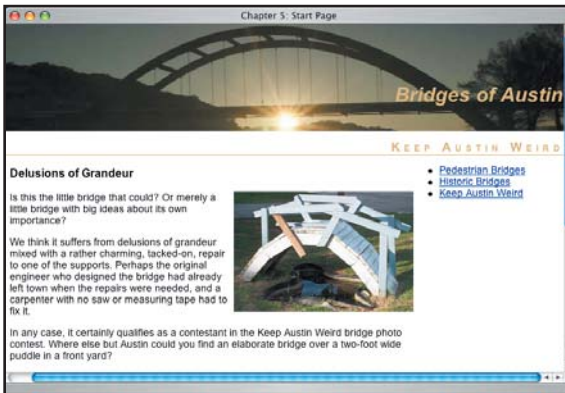 Chapter 5: Start Page
Bridges of Austin
KEEP AUSTIN WEIRD
Delusions of Grandeur
Is this the little bridge that could? Or merely a
little bridge with big ideas about its own
importance?
We think it suffers from delusions of grandeur
mixed with a rather charming, tacked-on, repair
to one of the supports. Perhaps the original
engineer who designed the bridge had already
left town when the repairs were needed, and a
carpenter with no saw or measuring tape had to
fix it.
In any case, it certainly qualifies as a contestant in the Keep Austin Weird bridge photo
contest. Where else but Austin could you find an elaborate bridge over a two-foot wide
puddle in a front yard?
Pedestrian Bridges
Historic Bridges
Keep Austin Weird